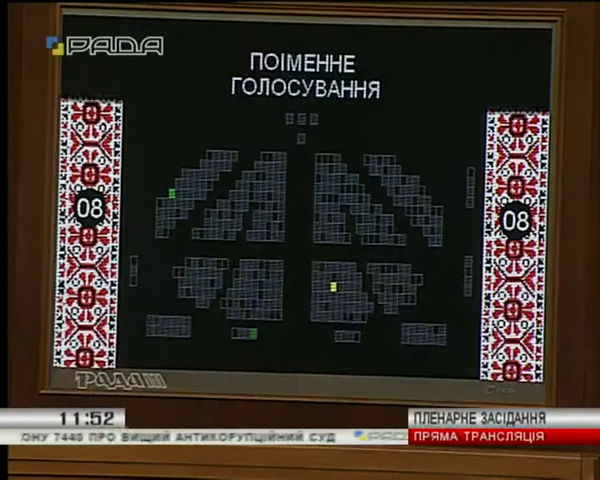 РАДА
ПОІМЕННЕ
ГОЛОСУВАННЯ
08
08
РАДА
11:52
ПЛЕНАРНЕ ЗАСІДАННЯ
ОНУ 7440 ПРО ВИЩИЙ АНТИКОРУПЦІЙНИЙ СУД
ПРЯМА ТРАНСЛЯЦІЯ